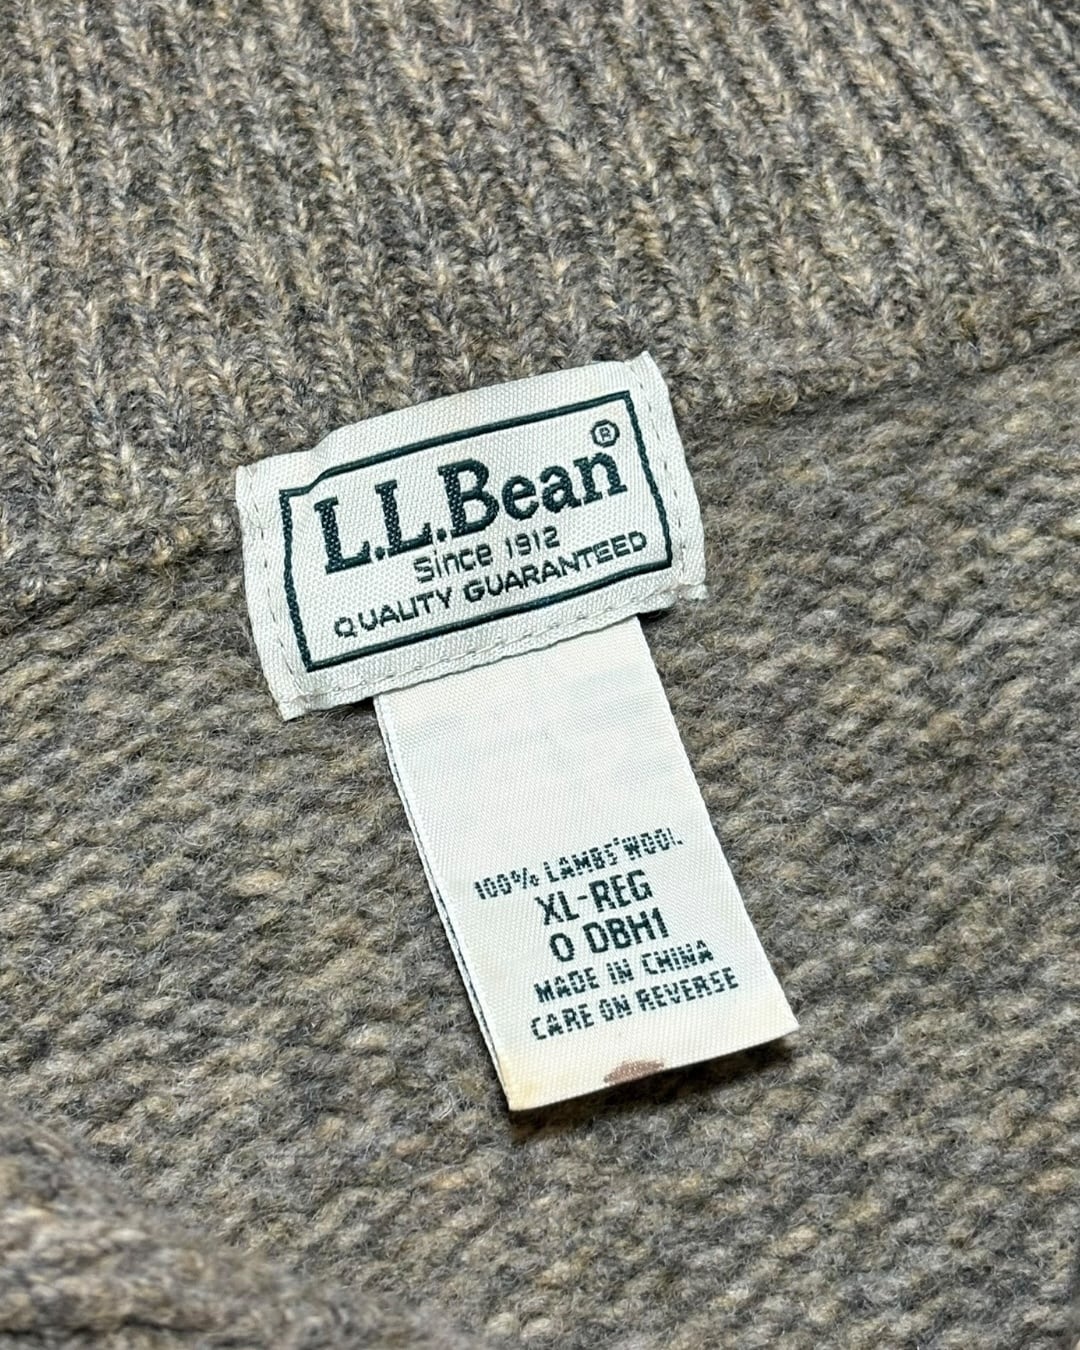 L.L.Bean®
Since 1912
QUALITY GUARANTEED
100% LAMBS' WOOL
XL-REG
0 DBH1
MADE IN CHINA
CARE ON REVERSE